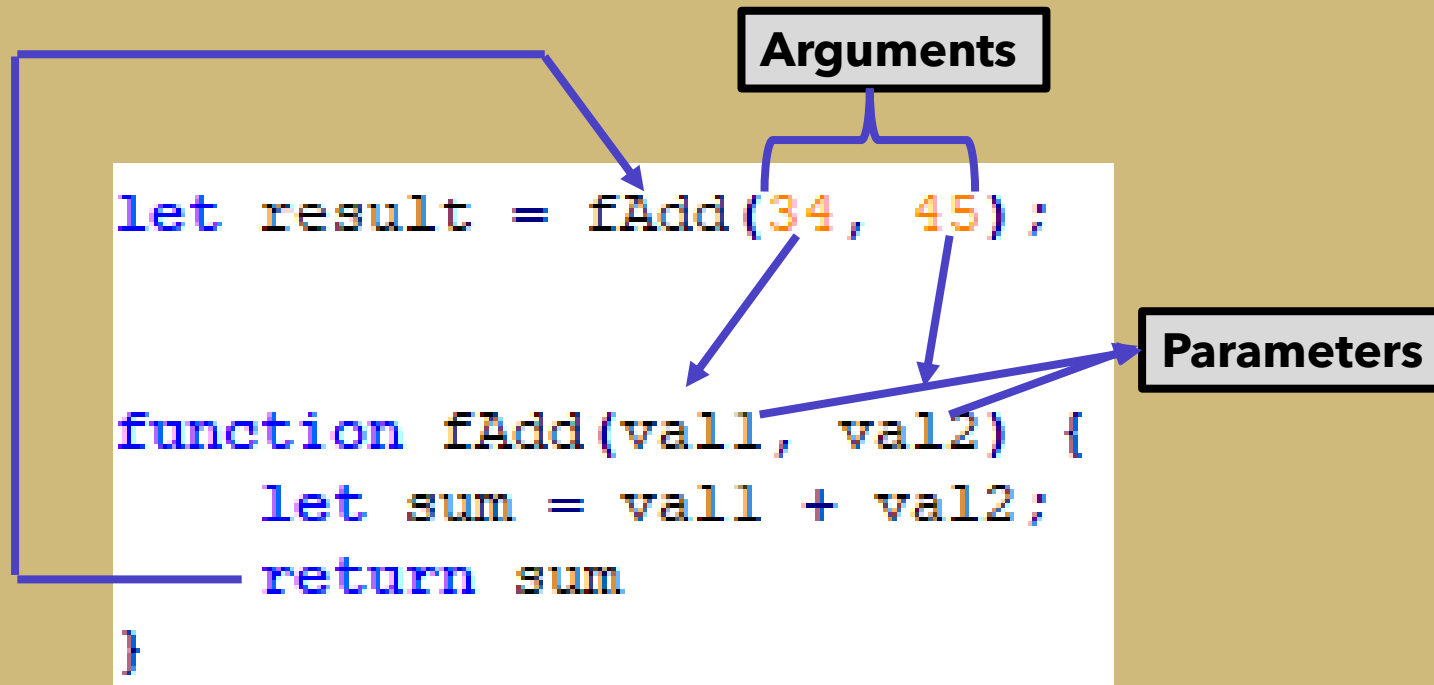 Arguments
let result = fAdd(34, 45);
Parameters
function fAdd(val1, val2) {
let sum = val1 + val2;
return sum
}